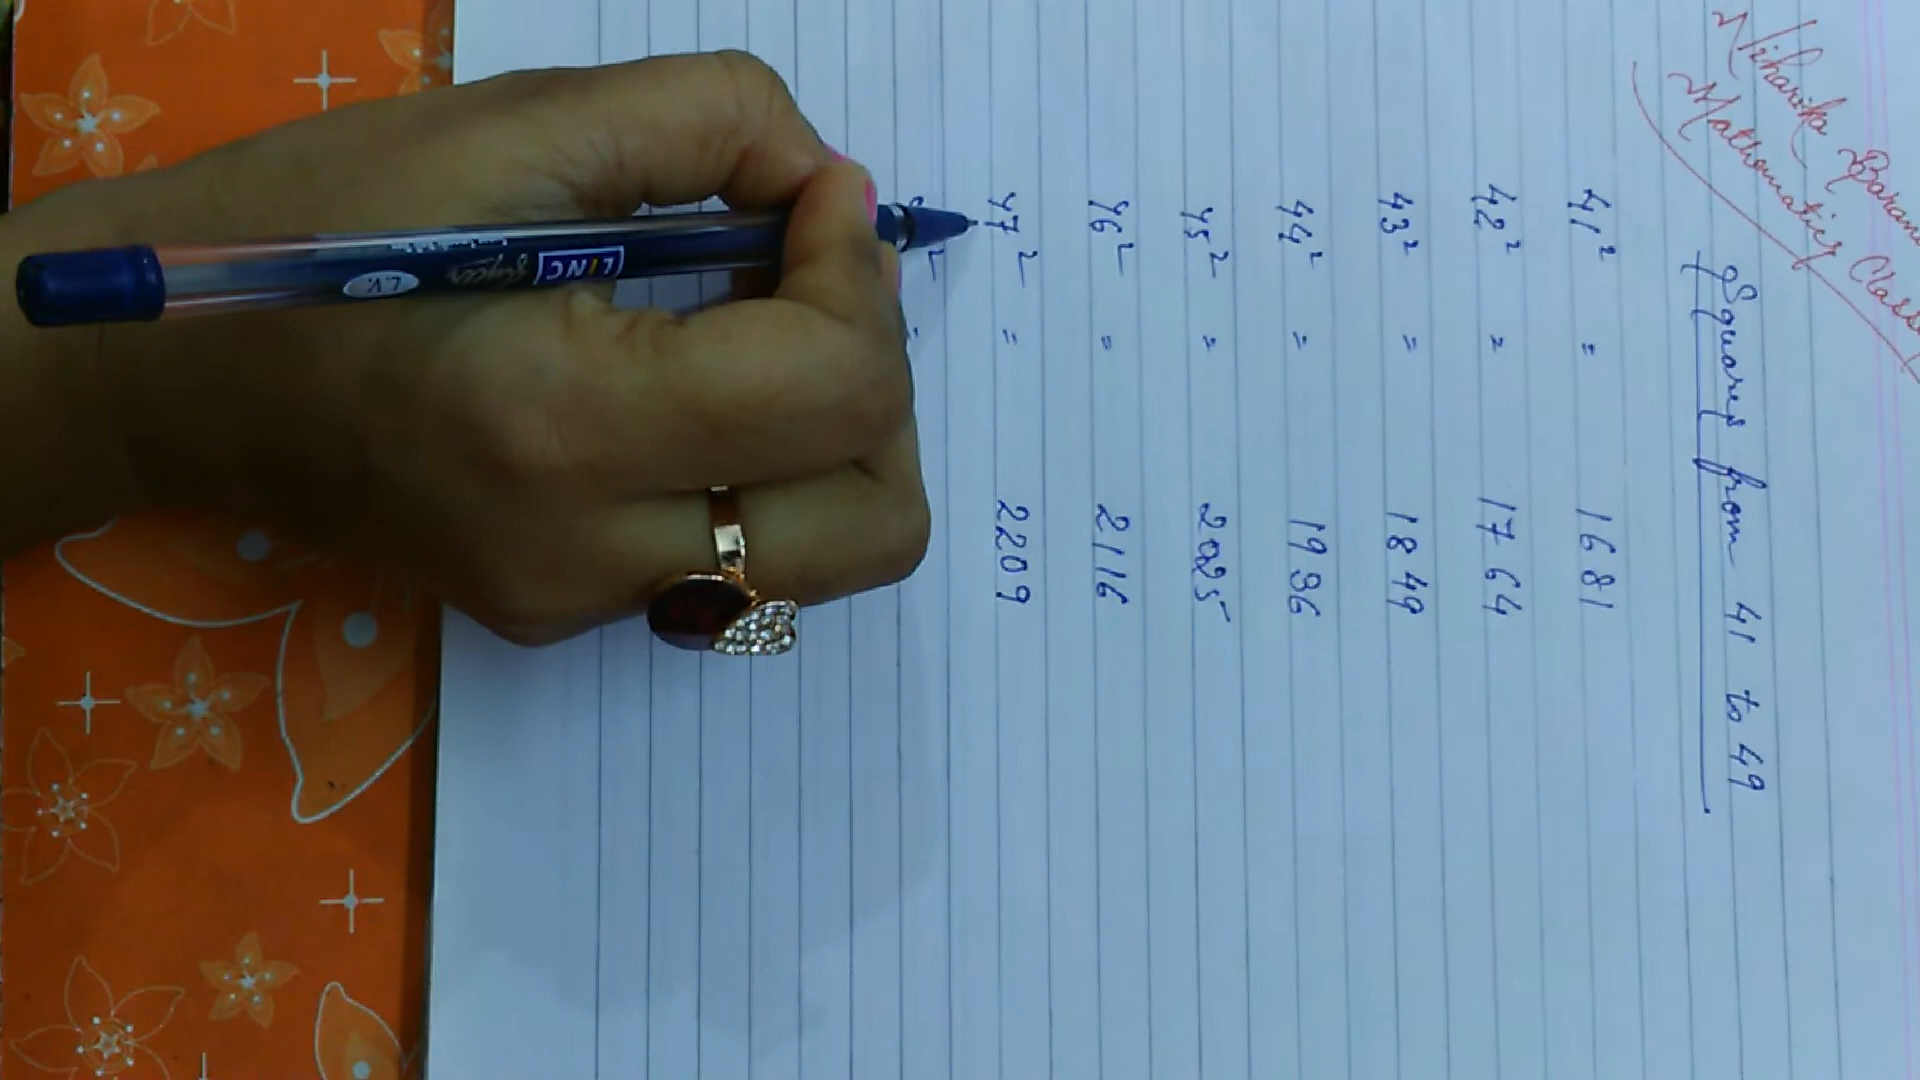 Niharika
Mathematics Class
Squares from 41 to 49
41² = 1681
42² = 1764
43² = 1849
44² = 1936
45² = 2025
46² = 2116
47² = 2209
2 =
LINC
L.V.